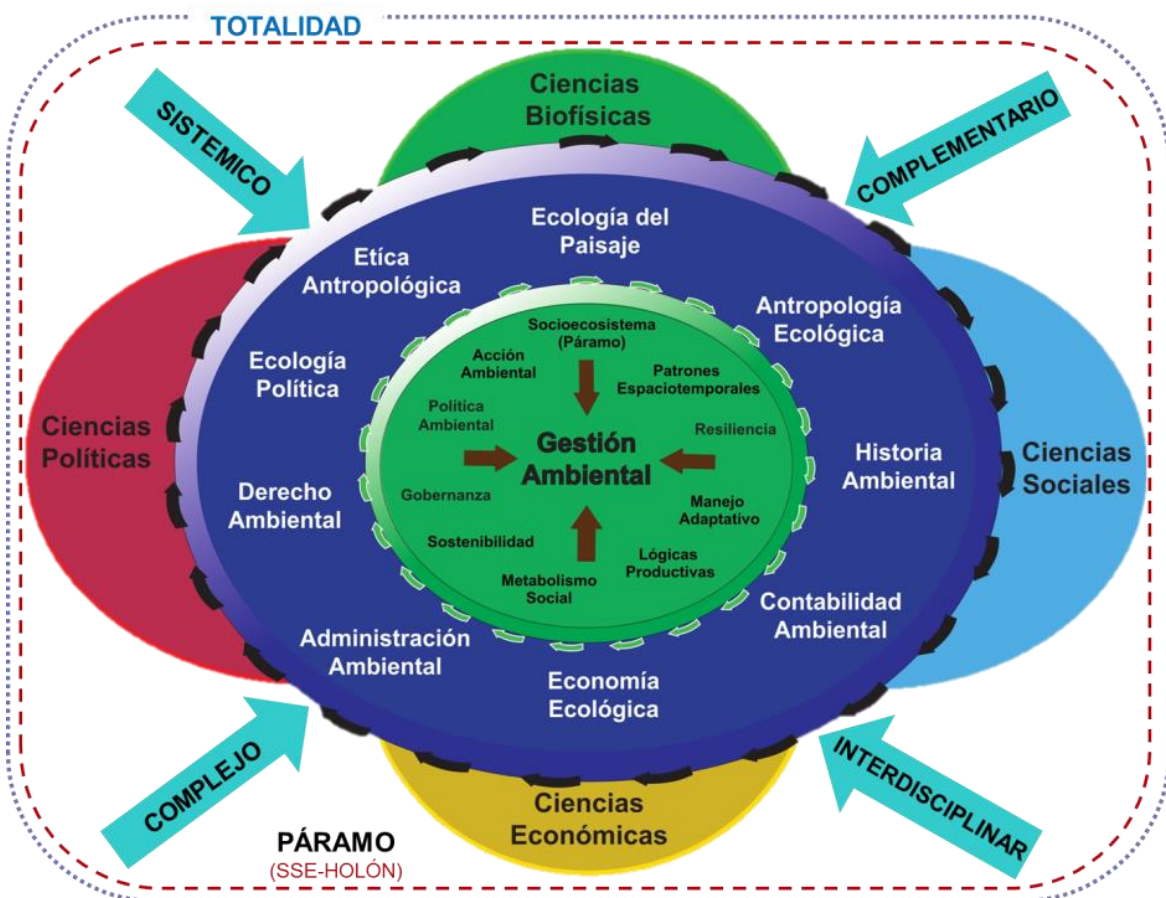 TOTALIDAD
Ciencias
Biofísicas
SISTEMICO
COMPLEMENTARIO
Ecología del
Paisaje
Etíca
Antropológica
Antropología
Ecológica
Ecología
Política
Historia
Ambiental
Derecho
Ambiental
Contabilidad
Ambiental
Administración
Ambiental
Economía
Ecológica
Socioecosistema
(Páramo)
Acción
Ambiental
Patrones
Espaciotemporales
Política
Ambiental
Resiliencia
Gestión
Ambiental
Gobernanza
Manejo
Adaptativo
Sostenibilidad
Lógicas
Productivas
Metabolismo
Social
Ciencias
Políticas
Ciencias
Sociales
COMPLEJO
INTERDISCIPLINAR
Ciencias
Económicas
PÁRAMO
(SSE-HOLÓN)